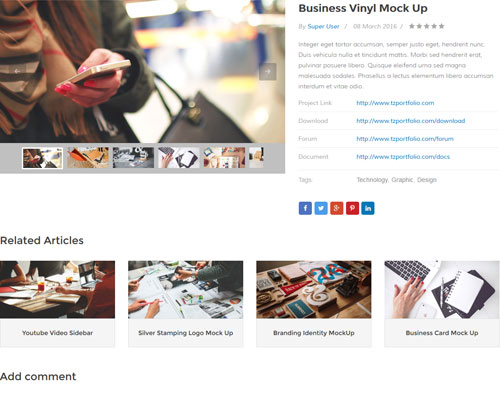 Business Vinyl Mock Up
By Super User / 08 March 2016 /
Integer eget tortor accumsan, semper justo eget, hendrerit nunc.
Duis vehicula nulla et tincidunt mattis. Morbi sed hendrerit erat,
pulvinar posuere libero. Quisque eleifend urna sed magna
malesuada sodales. Phasellus is lectus elementum libero accumsan
interdum et vitae odio.
Project Link http://www.tzportfolio.com
Download http://www.tzportfolio.com/download
Forum http://www.tzportfolio.com/forum
Document http://www.tzportfolio.com/docs
Tags: Technology, Graphic, Design
Related Articles
Youtube Video Sidebar
Silver Stamping Logo Mock Up
Branding Identity MockUp
Business Card Mock Up
Add comment